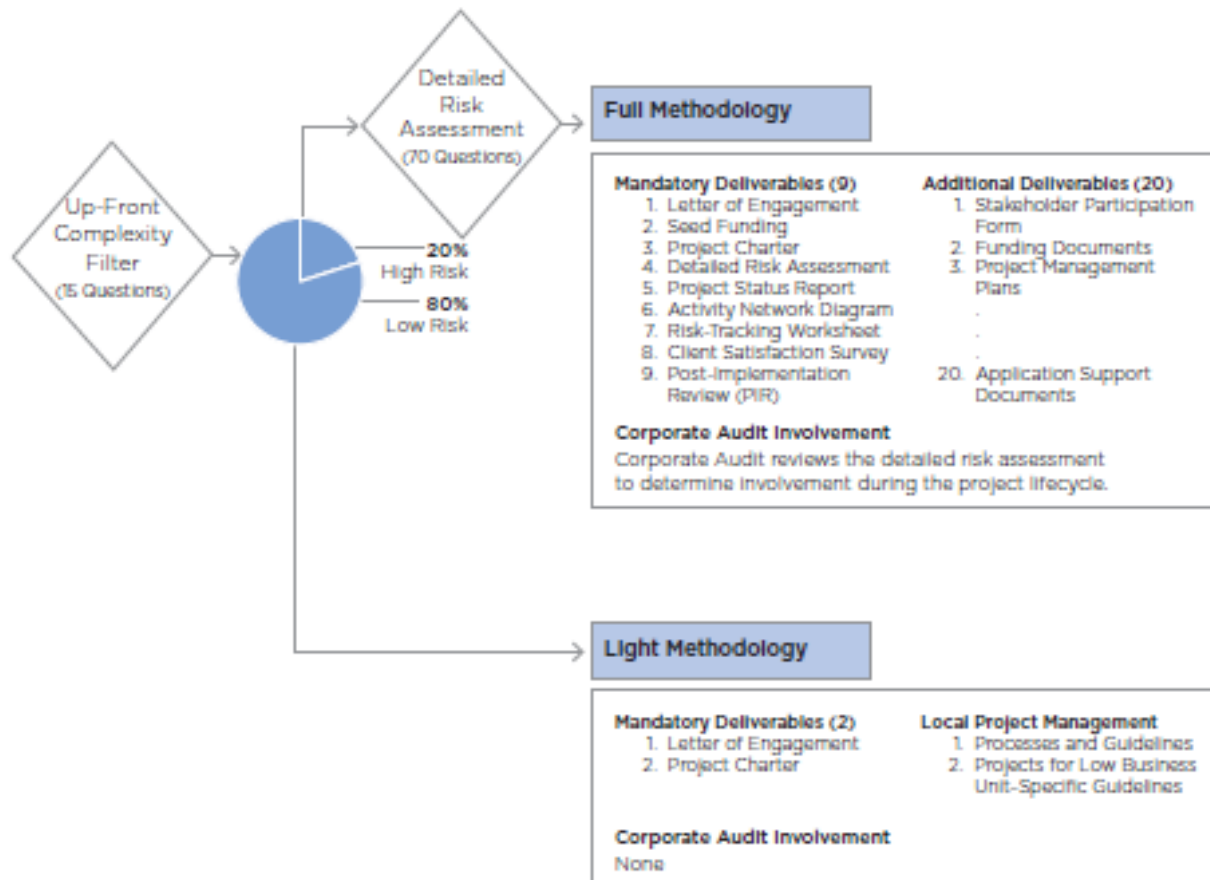 Up-Front
Complexity
Filter
(15 Questions)
Detailed
Risk
Assessment
(70 Questions)
20%
High Risk
80%
Low Risk
Full Methodology
Mandatory Deliverables (9)
1. Letter of Engagement
2. Seed Funding
3. Project Charter
4. Detailed Risk Assessment
5. Project Status Report
6. Activity Network Diagram
7. Risk-Tracking Worksheet
8. Client Satisfaction Survey
9. Post-Implementation
Review (PIR)
Additional Deliverables (20)
1. Stakeholder Participation
Form
2. Funding Documents
3. Project Management
Plans
.
.
.
20. Application Support
Documents
Corporate Audit Involvement
Corporate Audit reviews the detailed risk assessment
to determine involvement during the project lifecycle.
Light Methodology
Mandatory Deliverables (2)
1. Letter of Engagement
2. Project Charter
Local Project Management
1. Processes and Guidelines
2. Projects for Low Business
Unit-Specific Guidelines
Corporate Audit Involvement
None